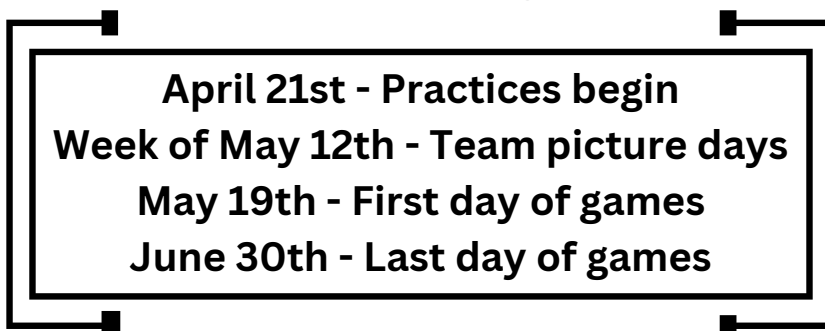 April 21st - Practices begin
Week of May 12th - Team picture days
May 19th - First day of games
June 30th - Last day of games